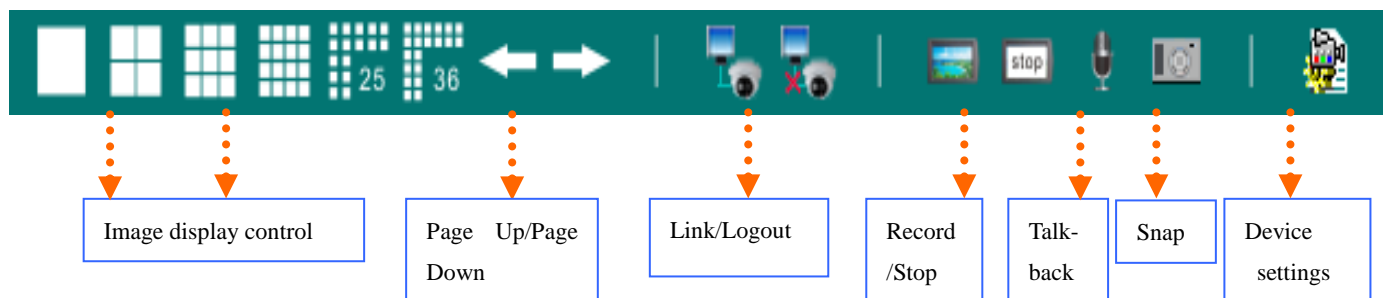 25
36
stop
Image display control
Page Up/Page
Down
Link/Logout
Record
/Stop
Talk-
back
Snap
Device
settings